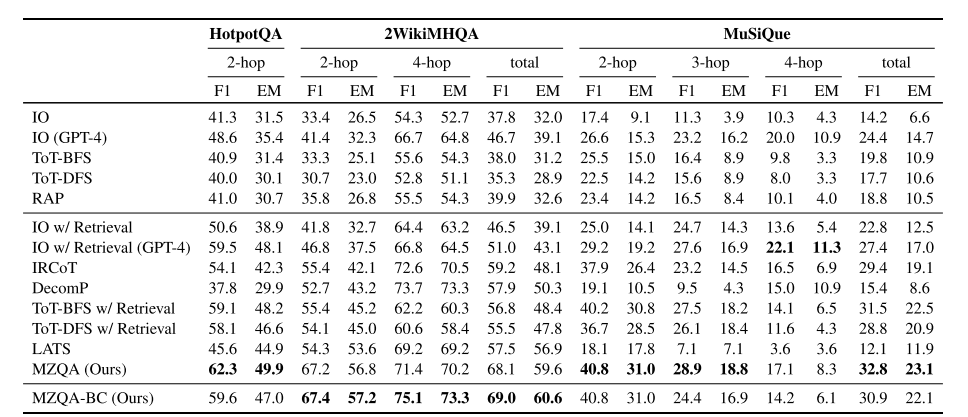 HotpotQA 2WikiMHQA MuSiQue
2-hop 2-hop 4-hop total 2-hop 3-hop 4-hop total
F1 EM F1 EM F1 EM F1 EM F1 EM F1 EM F1 EM F1 EM
IO 41.3 31.5 33.4 26.5 54.3 52.7 37.8 32.0 17.4 9.1 11.3 3.9 10.3 4.3 14.2 6.6
IO (GPT-4) 48.6 35.4 41.4 32.3 66.7 64.8 46.7 39.1 26.6 15.3 23.2 16.2 20.0 10.9 24.4 14.7
ToT-BFS 40.9 31.4 33.3 25.1 55.6 54.3 38.0 31.2 25.5 15.0 16.4 8.9 9.8 3.3 19.8 10.9
ToT-DFS 40.0 30.1 30.7 23.0 52.8 51.1 35.3 28.9 22.5 14.2 15.6 8.9 8.0 3.3 17.7 10.6
RAP 41.0 30.7 35.8 26.8 55.5 54.3 39.9 32.6 23.4 14.2 16.5 8.4 10.1 4.0 18.8 10.5
IO w/ Retrieval 50.6 38.9 41.8 32.7 64.4 63.2 46.5 39.1 25.0 14.1 24.7 14.3 13.6 5.4 22.8 12.5
IO w/ Retrieval (GPT-4) 59.5 48.1 46.8 37.5 66.8 64.5 51.0 43.1 29.2 19.2 27.6 16.9 22.1 11.3 27.4 17.0
IRCoT 54.1 42.3 55.4 42.1 72.6 70.5 59.2 48.1 37.9 26.4 23.2 14.5 16.5 6.9 29.4 19.1
DecomP 37.8 29.9 52.7 43.2 73.7 73.3 57.9 50.3 19.1 10.5 9.5 4.3 15.0 10.9 15.4 8.6
ToT-BFS w/ Retrieval 59.1 48.2 55.4 45.2 62.2 60.3 56.8 48.4 40.2 30.8 27.5 18.2 14.1 6.5 31.5 22.5
ToT-DFS w/ Retrieval 58.1 46.6 54.1 45.0 60.6 58.4 55.5 47.8 36.7 28.5 26.1 18.4 11.6 4.3 28.8 20.9
LATS 45.6 44.9 54.3 53.6 69.2 69.2 57.5 56.9 18.1 17.8 7.1 7.1 3.6 3.6 12.1 11.9
MZQA (Ours) 62.3 49.9 67.2 56.8 71.4 70.2 68.1 59.6 40.8 31.0 28.9 18.8 17.1 8.3 32.8 23.1
MZQA-BC (Ours) 59.6 47.0 67.4 57.2 75.1 73.3 69.0 60.6 40.8 31.0 24.4 16.9 14.2 6.1 30.9 22.1